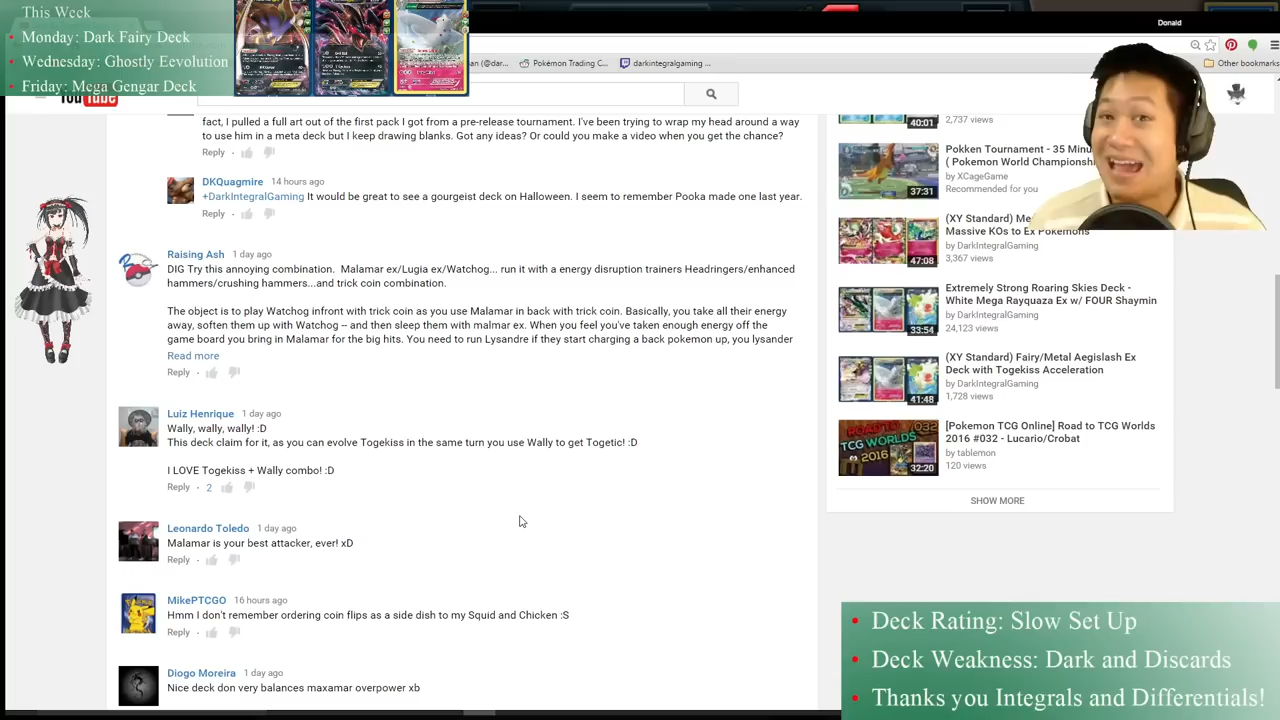 This Week
• Monday: Dark Fairy Deck
• Wednesday: Ghostly Eevolution
• Friday: Mega Gengar Deck
Donald
an (@dar...
Pokémon Trading C...
darkintegralgaming ...
Other bookmarks
YouTube
fact, I pulled a full art out of the first pack I got from a pre-release tournament. I've been trying to wrap my head around a way
to use him in a meta deck but I keep drawing blanks. Got any ideas? Or could you make a video when you get the chance?
Reply ·
DKQuagmire 14 hours ago
+DarkIntegralGaming It would be great to see a gourgeist deck on Halloween. I seem to remember Pooka made one last year.
Reply ·
Raising Ash 1 day ago
DIG Try this annoying combination. Malamar ex/Lugia ex/Watchog... run it with a energy disruption trainers Headringers/enhanced
hammers/crushing hammers...and trick coin combination.
The object is to play Watchog infront with trick coin as you use Malamar in back with trick coin. Basically, you take all their energy
away, soften them up with Watchog -- and then sleep them with malmar ex. When you feel you've taken enough energy off the
game board you bring in Malamar for the big hits. You need to run Lysandre if they start charging a back pokemon up, you lysander
Read more
Reply ·
Luiz Henrique 1 day ago
Wally, wally, wally! :D
This deck claim for it, as you can evolve Togekiss in the same turn you use Wally to get Togetic! :D
I LOVE Togekiss + Wally combo! :D
Reply · 2
Leonardo Toledo 1 day ago
Malamar is your best attacker, ever! xD
Reply ·
MikePTCGO 16 hours ago
Hmm I don't remember ordering coin flips as a side dish to my Squid and Chicken :S
Reply ·
Diogo Moreira 1 day ago
Nice deck don very balances maxamar overpower xb
40:01
2,737 views
Pokken Tournament - 35 Minu
( Pokemon World Championshi
by XCageGame
Recommended for you
37:31
(XY Standard) Me
Massive KOs to Ex Pokemons
by DarkIntegralGaming
3,367 views
47:08
Extremely Strong Roaring Skies Deck -
White Mega Rayquaza Ex w/ FOUR Shaymin
by DarkIntegralGaming
24,123 views
33:54
(XY Standard) Fairy/Metal Aegislash Ex
Deck with Togekiss Acceleration
by DarkIntegralGaming
1,728 views
41:48
[Pokemon TCG Online] Road to TCG Worlds
2016 #032 - Lucario/Crobat
by tablemon
120 views
ROAD TO
TCG WORLDS
2016
/032
32:20
SHOW MORE
• Deck Rating: Slow Set Up
• Deck Weakness: Dark and Discards
• Thanks you Integrals and Differentials!